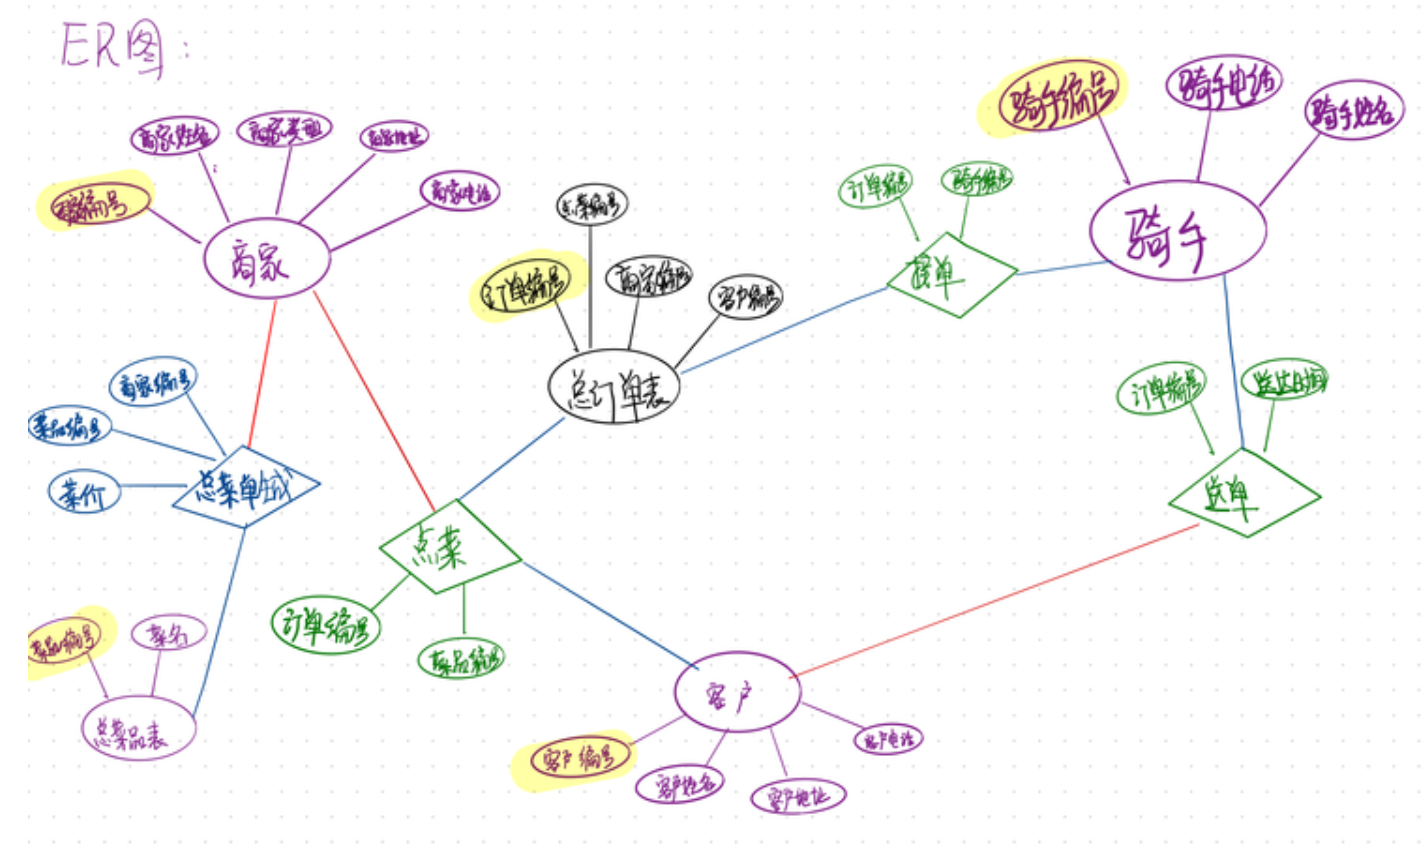 ER图:
商家姓名
商家类型
商家地址
商家电话
商家编号
商家
骑手编号
骑手电话
骑手姓名
骑手
订单编号
骑手编号
接单
点菜编号
订单编号
商家编号
客户编号
总订单表
商家编号
菜品编号
菜价
总菜单
点菜
订单编号
菜品编号
订单编号
送达时间
送单
菜品编号
菜名
总菜品表
客户
客户编号
客户姓名
客户地址
客户电话